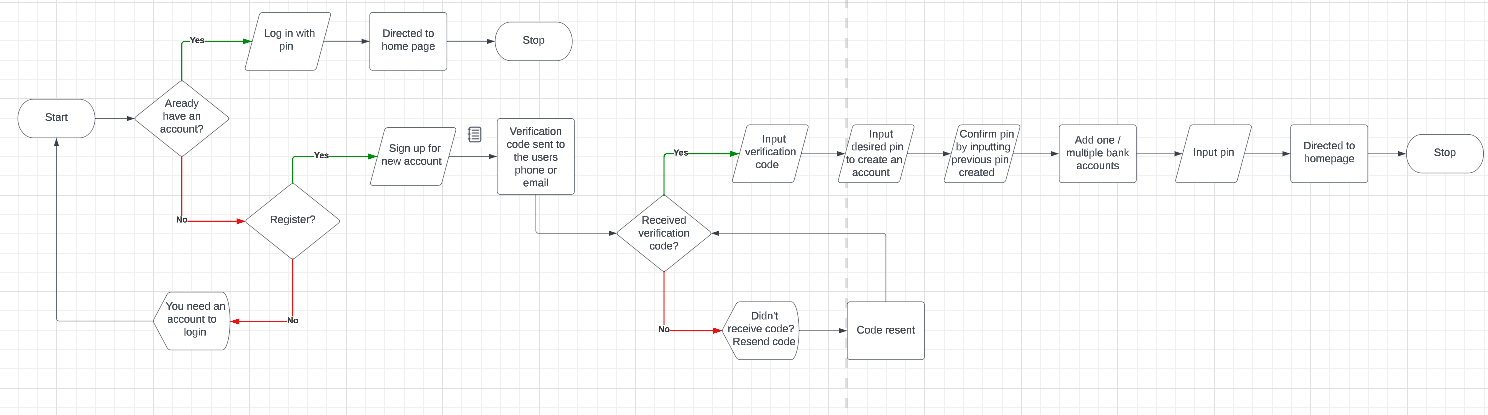 Yes
Log in with
pin
Directed to
home page
Stop
Start
Aready
have an
account?
No
Register?
Yes
Sign up for
new account
Verification
code sent to
the users
phone or
email
No
You need an
account to
login
Received
verification
code?
Yes
Input
verification
code
Input
desired pin
to create an
account
Confirm pin
by inputting
previous pin
created
Add one /
multiple bank
accounts
Input pin
Directed to
homepage
Stop
No
Didn't
receive code?
Resend code
Code resent